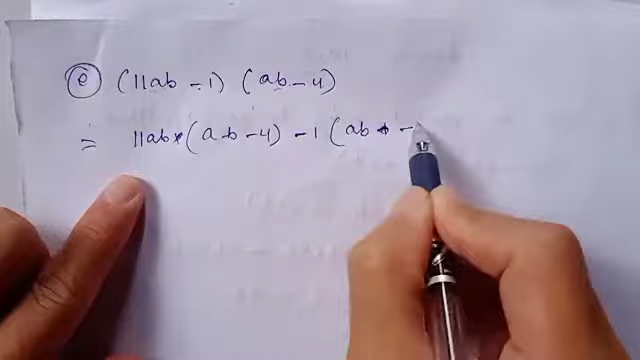 e (11ab - 1) (ab - 4)
= 11ab (ab - 4) - 1 (ab -